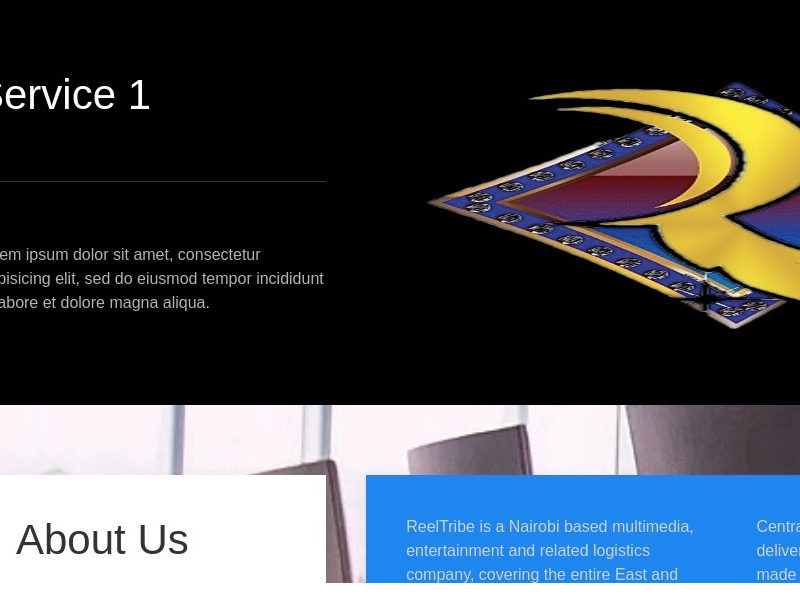 Service 1
em ipsum dolor sit amet, consectetur
pisicing elit, sed do eiusmod tempor incididunt
abore et dolore magna aliqua.
About Us
ReelTribe is a Nairobi based multimedia,
entertainment and related logistics
company, covering the entire East and
Centra
deliver
made